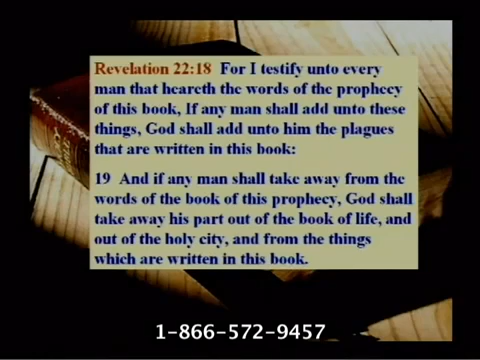 Revelation 22:18 For I testify unto every
man that heareth the words of the prophecy
of this book, If any man shall add unto these
things, God shall add unto him the plagues
that are written in this book:
19 And if any man shall take away from the
words of the book of this prophecy, God shall
take away his part out of the book of life, and
out of the holy city, and from the things
which are written in this book.
1-866-572-9457